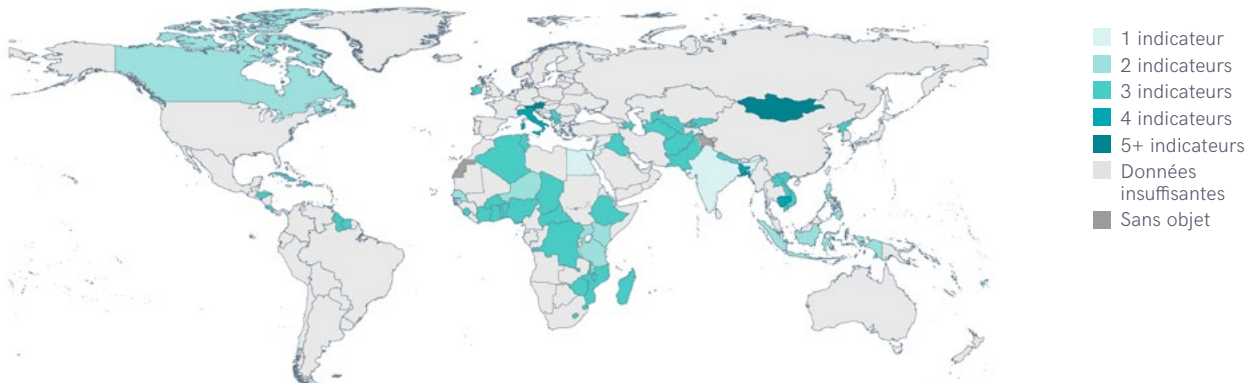 1 indicateur
2 indicateurs
3 indicateurs
4 indicateurs
5+ indicateurs
Données
insuffisantes
Sans objet